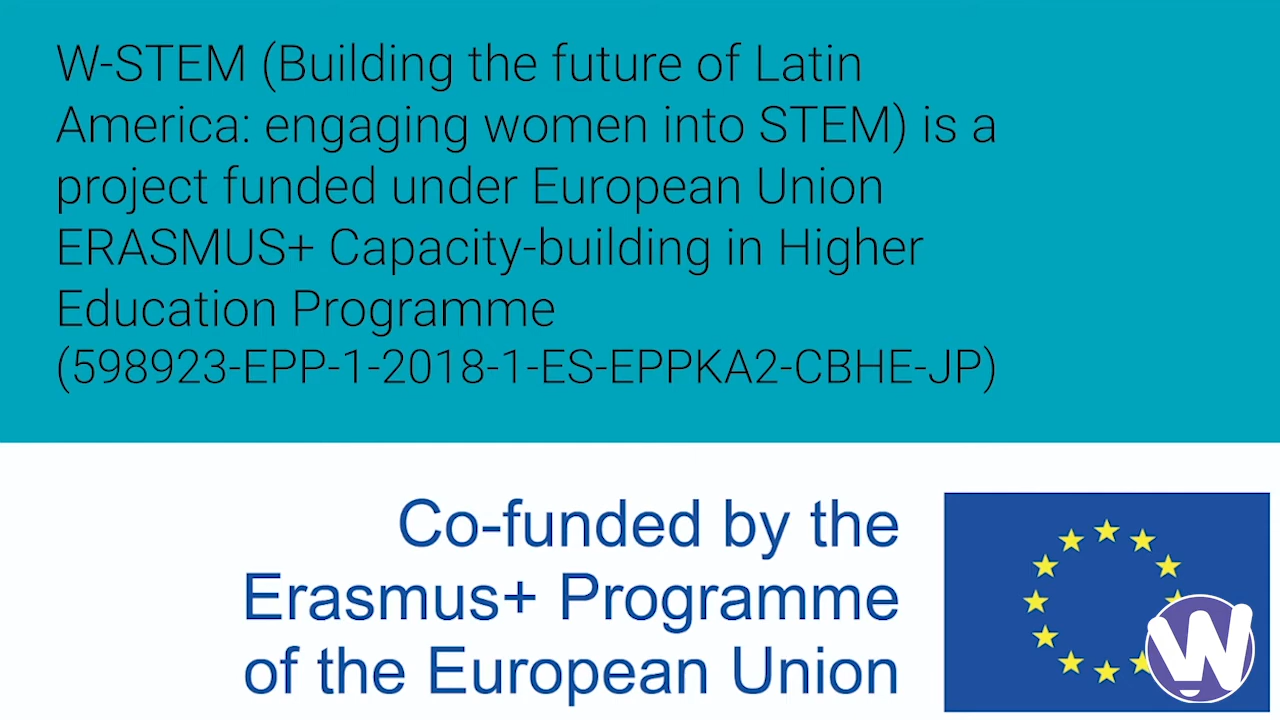 W-STEM (Building the future of Latin
America: engaging women into STEM) is a
project funded under European Union
ERASMUS+ Capacity-building in Higher
Education Programme
(598923-EPP-1-2018-1-ES-EPPKA2-CBHE-JP)
Co-funded by the
Erasmus+ Programme
of the European Union
W